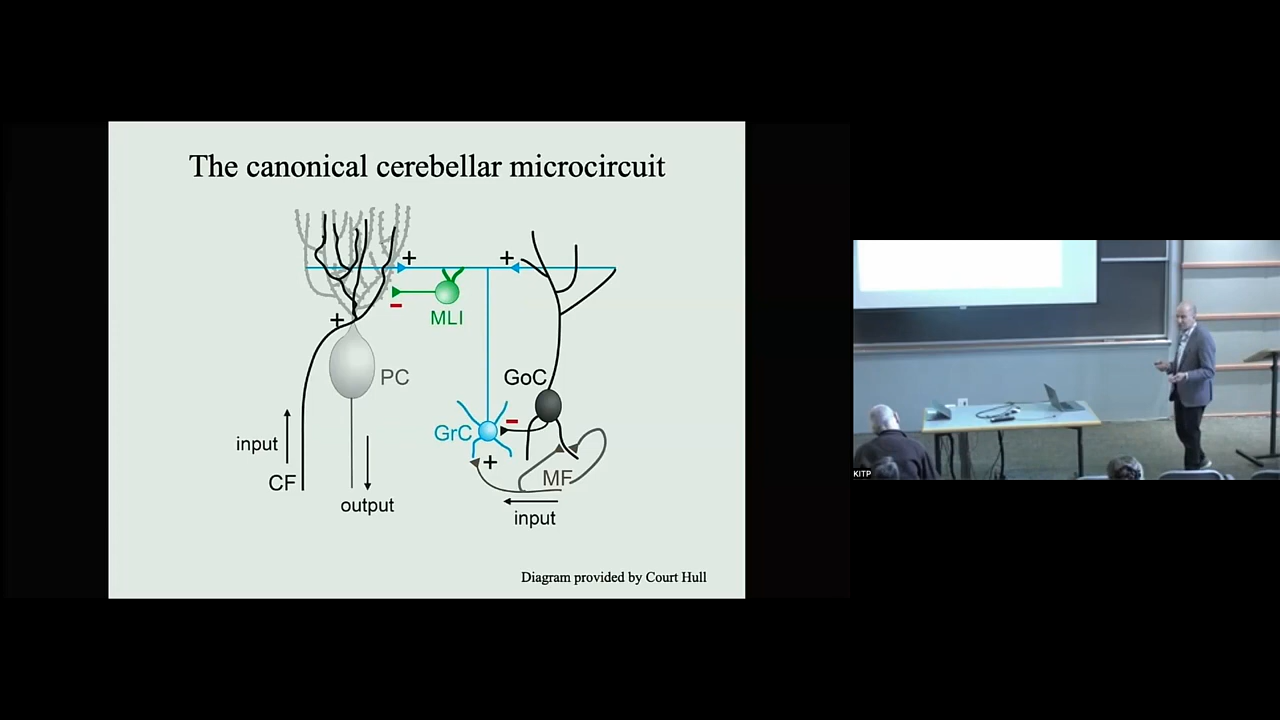 The canonical cerebellar microcircuit
+
+
-
MLI
+
PC
GoC
-
GrC
+
input
CF
MF
output
input
Diagram provided by Court Hull
KITP